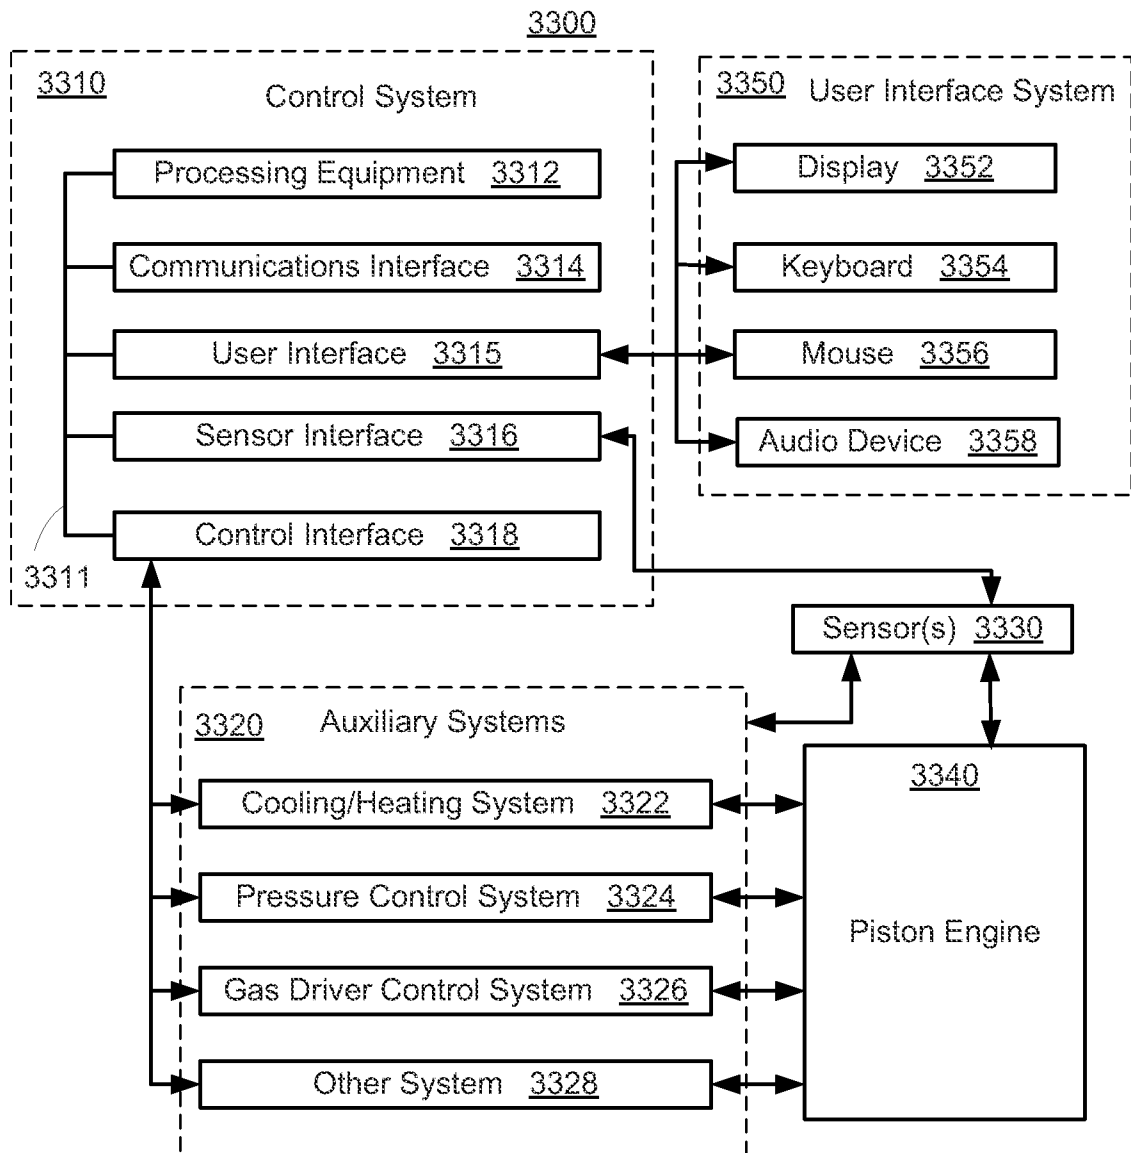 3300
3310
Control System
Processing Equipment 3312
Communications Interface 3314
User Interface 3315
Sensor Interface 3316
Control Interface 3318
3311
3350 User Interface System
Display 3352
Keyboard 3354
Mouse 3356
Audio Device 3358
Sensor(s) 3330
3320 Auxiliary Systems
Cooling/Heating System 3322
Pressure Control System 3324
Gas Driver Control System 3326
Other System 3328
3340
Piston Engine